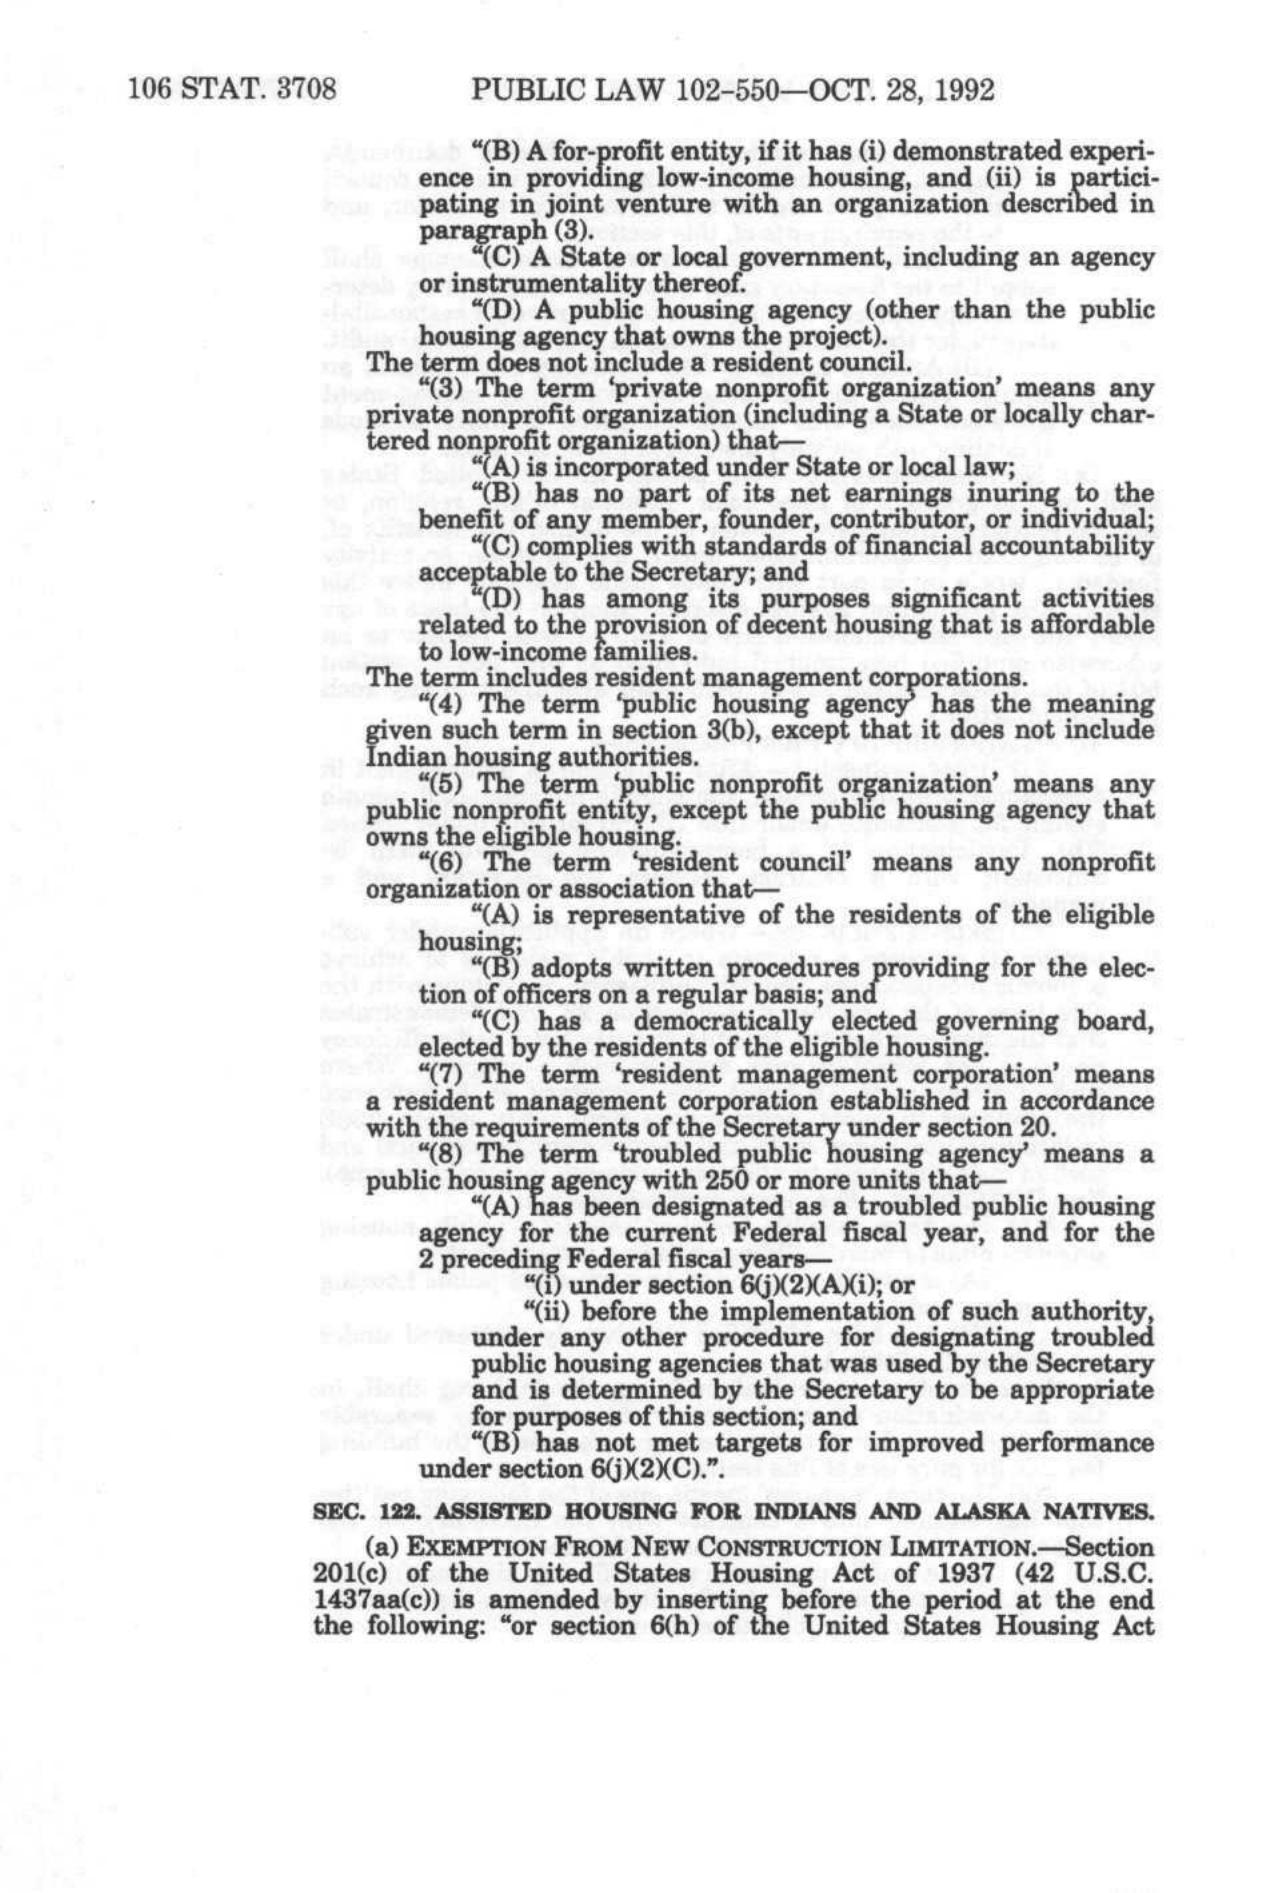 106 STAT. 3708 PUBLIC LAW 102-550—OCT. 28, 1992
“(B) A for-profit entity, if it has (i) demonstrated experi-
ence in providing low-income housing, and (ii) is partici-
pating in joint venture with an organization described in
paragraph (3).
“(C) A State or local government, including an agency
or instrumentality thereof.
“(D) A public housing agency (other than the public
housing agency that owns the project).
The term does not include a resident council.
“(3) The term ‘private nonprofit organization’ means any
private nonprofit organization (including a State or locally char-
tered nonprofit organization) that—
“(A) is incorporated under State or local law;
“(B) has no part of its net earnings inuring to the
benefit of any member, founder, contributor, or individual;
“(C) complies with standards of financial accountability
acceptable to the Secretary; and
“(D) has among its purposes significant activities
related to the provision of decent housing that is affordable
to low-income families.
The term includes resident management corporations.
“(4) The term ‘public housing agency’ has the meaning
given such term in section 3(b), except that it does not include
Indian housing authorities.
“(5) The term ‘public nonprofit organization’ means any
public nonprofit entity, except the public housing agency that
owns the eligible housing.
“(6) The term ‘resident council’ means any nonprofit
organization or association that—
“(A) is representative of the residents of the eligible
housing;
“(B) adopts written procedures providing for the elec-
tion of officers on a regular basis; and
“(C) has a democratically elected governing board,
elected by the residents of the eligible housing.
“(7) The term ‘resident management corporation’ means
a resident management corporation established in accordance
with the requirements of the Secretary under section 20.
“(8) The term ‘troubled public housing agency’ means a
public housing agency with 250 or more units that—
“(A) has been designated as a troubled public housing
agency for the current Federal fiscal year, and for the
2 preceding Federal fiscal years—
“(i) under section 6(j)(2)(A)(i); or
“(ii) before the implementation of such authority,
under any other procedure for designating troubled
public housing agencies that was used by the Secretary
and is determined by the Secretary to be appropriate
for purposes of this section; and
“(B) has not met targets for improved performance
under section 6(j)(2)(C).”.
SEC. 122. ASSISTED HOUSING FOR INDIANS AND ALASKA NATIVES.
(a) EXEMPTION FROM NEW CONSTRUCTION LIMITATION.—Section
201(c) of the United States Housing Act of 1937 (42 U.S.C.
1437aa(c)) is amended by inserting before the period at the end
the following: “or section 6(h) of the United States Housing Act